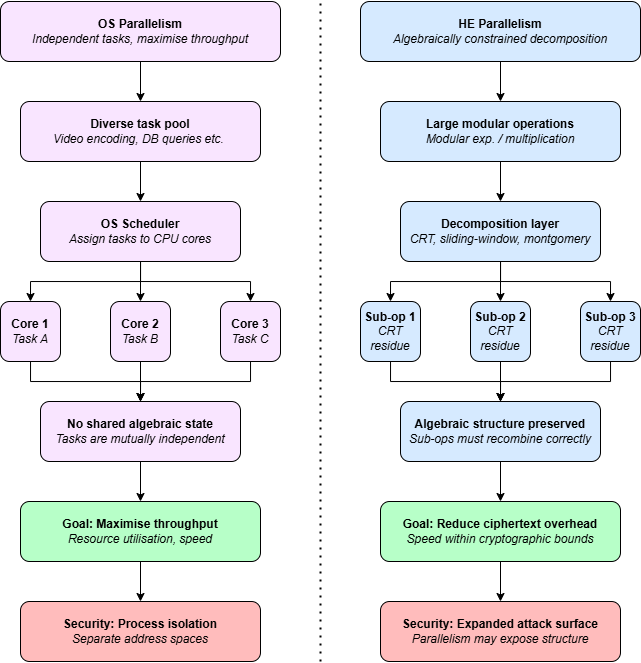 OS Parallelism
Independent tasks, maximise throughput
Diverse task pool
Video encoding, DB queries etc.
OS Scheduler
Assign tasks to CPU cores
Core 1
Task A
Core 2
Task B
Core 3
Task C
No shared algebraic state
Tasks are mutually independent
Goal: Maximise throughput
Resource utilisation, speed
Security: Process isolation
Separate address spaces
HE Parallelism
Algebraically constrained decomposition
Large modular operations
Modular exp. / multiplication
Decomposition layer
CRT, sliding-window, montgomery
Sub-op 1
CRT
residue
Sub-op 2
CRT
residue
Sub-op 3
CRT
residue
Algebraic structure preserved
Sub-ops must recombine correctly
Goal: Reduce ciphertext overhead
Speed within cryptographic bounds
Security: Expanded attack surface
Parallelism may expose structure